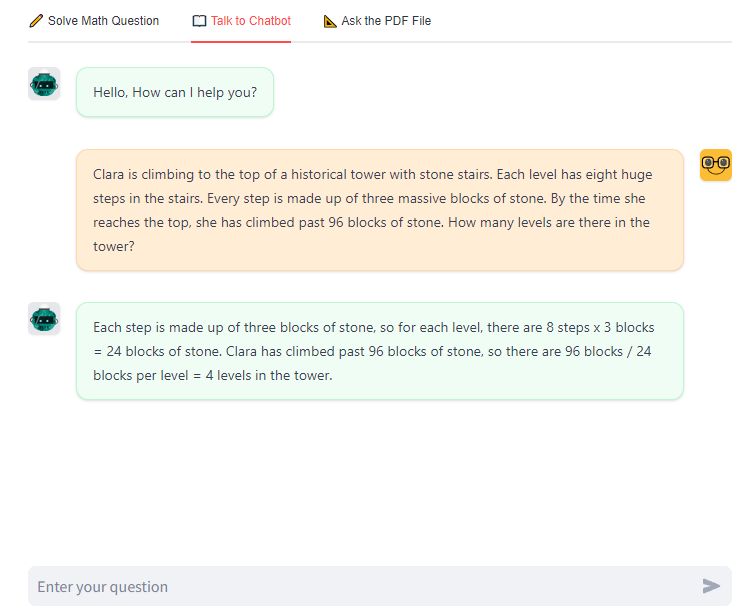 Solve Math Question Talk to Chatbot Ask the PDF File
Hello, How can I help you?
Clara is climbing to the top of a historical tower with stone stairs. Each level has eight huge
steps in the stairs. Every step is made up of three massive blocks of stone. By the time she
reaches the top, she has climbed past 96 blocks of stone. How many levels are there in the
tower?
Each step is made up of three blocks of stone, so for each level, there are 8 steps x 3 blocks
= 24 blocks of stone. Clara has climbed past 96 blocks of stone, so there are 96 blocks / 24
blocks per level = 4 levels in the tower.
Enter your question